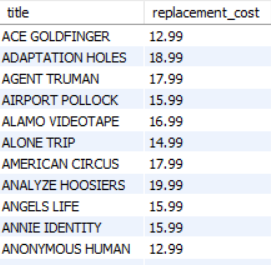 title replacement_cost
ACE GOLDFINGER 12.99
ADAPTATION HOLES 18.99
AGENT TRUMAN 17.99
AIRPORT POLLOCK 15.99
ALAMO VIDEOTAPE 16.99
ALONE TRIP 14.99
AMERICAN CIRCUS 17.99
ANALYZE HOOSIERS 19.99
ANGELS LIFE 15.99
ANNIE IDENTITY 15.99
ANONYMOUS HUMAN 12.99